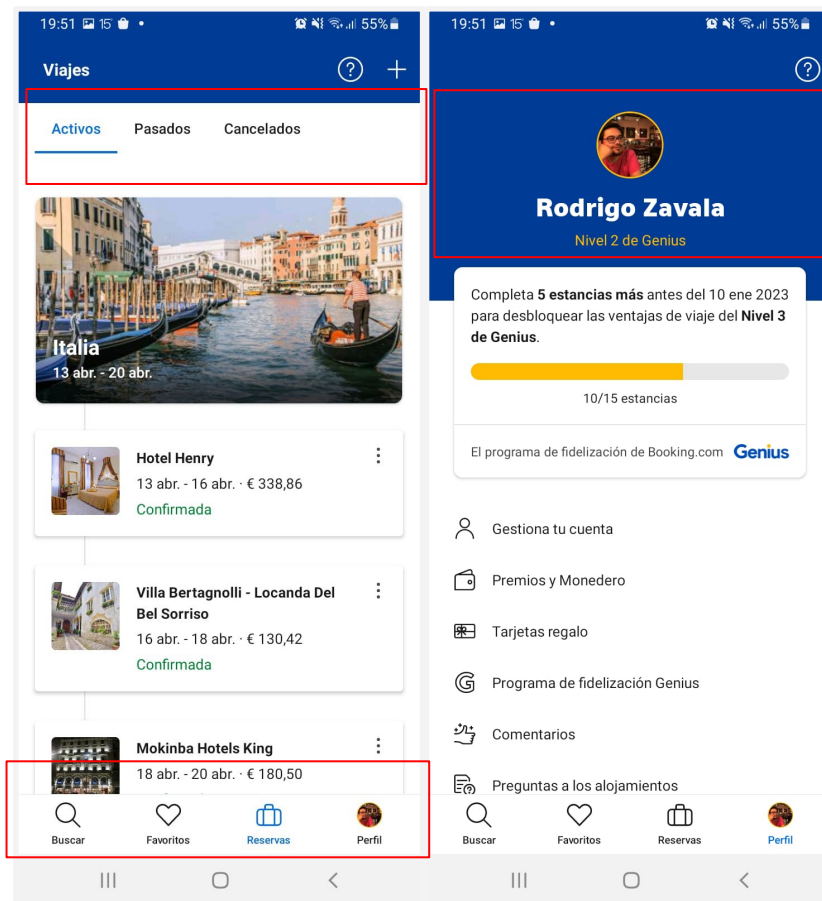 19:51 15° 55%
Viajes
Activos Pasados Cancelados
Italia
13 abr. - 20 abr.
Hotel Henry
13 abr. - 16 abr. · € 338,86
Confirmada
Villa Bertagnolli - Locanda Del
Bel Sorriso
16 abr. - 18 abr. · € 130,42
Confirmada
Mokinba Hotels King
18 abr. - 20 abr. · € 180,50
Buscar Favoritos Reservas Perfil
19:51 15° 55%
Rodrigo Zavala
Nivel 2 de Genius
Completa 5 estancias más antes del 10 ene 2023
para desbloquear las ventajas de viaje del Nivel 3
de Genius.
10/15 estancias
El programa de fidelización de Booking.com Genius
Gestiona tu cuenta
Premios y Monedero
Tarjetas regalo
Programa de fidelización Genius
Comentarios
Preguntas a los alojamientos
Buscar Favoritos Reservas Perfil